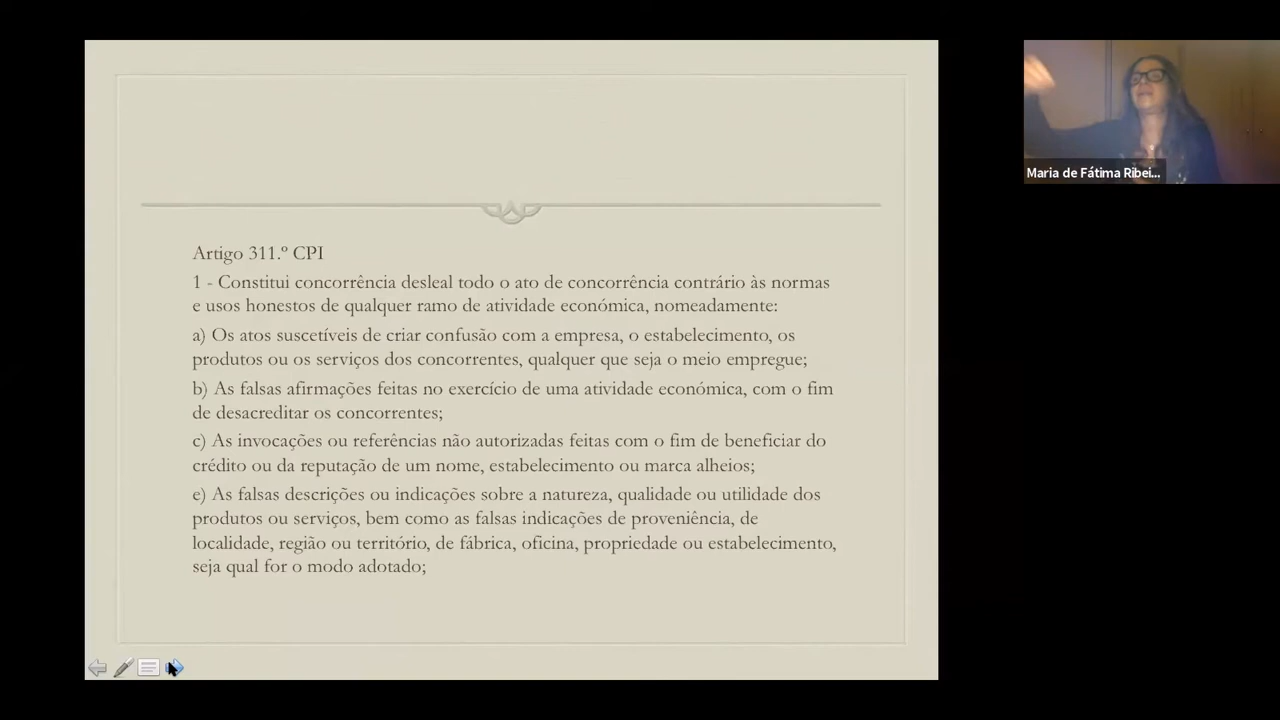 Artigo 311.º CPI
1 - Constitui concorrência desleal todo o ato de concorrência contrário às normas
e usos honestos de qualquer ramo de atividade económica, nomeadamente:
a) Os atos suscetíveis de criar confusão com a empresa, o estabelecimento, os
produtos ou os serviços dos concorrentes, qualquer que seja o meio empregue;
b) As falsas afirmações feitas no exercício de uma atividade económica, com o fim
de desacreditar os concorrentes;
c) As invocações ou referências não autorizadas feitas com o fim de beneficiar do
crédito ou da reputação de um nome, estabelecimento ou marca alheios;
e) As falsas descrições ou indicações sobre a natureza, qualidade ou utilidade dos
produtos ou serviços, bem como as falsas indicações de proveniência, de
localidade, região ou território, de fábrica, oficina, propriedade ou estabelecimento,
seja qual for o modo adotado;
Maria de Fátima Ribei...